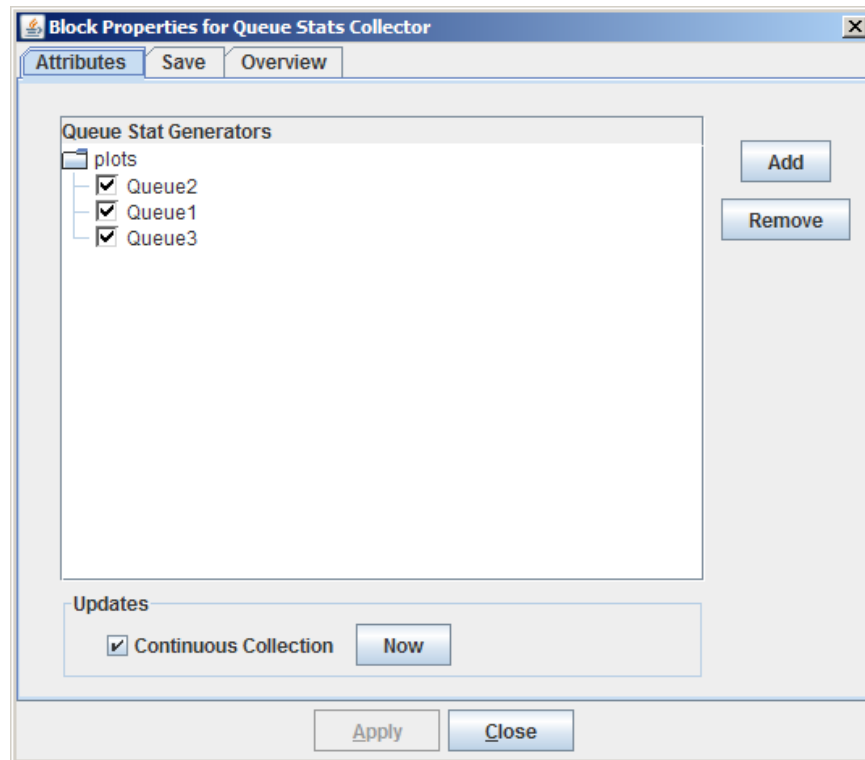 Block Properties for Queue Stats Collector
Attributes Save Overview
Queue Stat Generators
plots
Queue2
Queue1
Queue3
Add
Remove
Updates
Continuous Collection Now
Apply Close